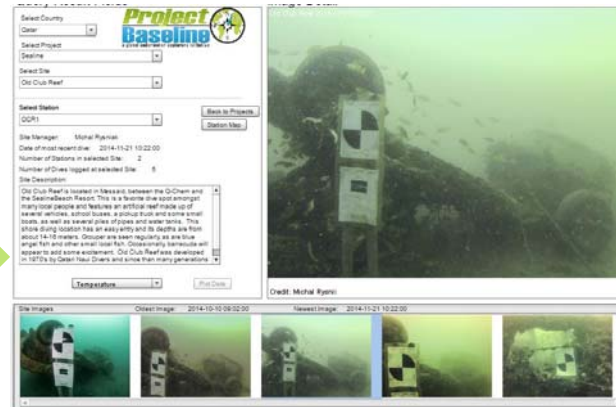 Query Result Fields
Select Country
Qatar
Project
Baseline
Select Project
Sealine
Select Site
Old Club Reef
Select Station
OCR1
Back to Projects
Station Map
Site Manager: Michal Rysniak
Date of most recent dive: 2014-11-21 10:22:00
Number of Stations in selected Site: 2
Number of Dives logged at selected Site: 5
Site Description:
Old Club Reef is located in Messaid, between the Q-Chem and
the SealineBeach Resort. This is a favorite dive spot amongst
many local people and features an artificial reef made up of
several vehicles, school buses, a pickup truck and some small
boats, as well as several piles of pipes and water tanks. This
shore diving location has an easy entry and its depths are from
about 14-16 meters. Grouper are seen regularly, as are blue
angel fish and other small local fish. Occasionally barracuda will
appear to add some excitement. Old Club Reef was developed
in 1970's by Qatari Naui Divers and since then many generations
Temperature
Plot Data
Image Detail
Credit: Michal Rysnii
Site Images
Oldest Image: 2014-10-10 09:02:00
Newest Image: 2014-11-21 10:22:00